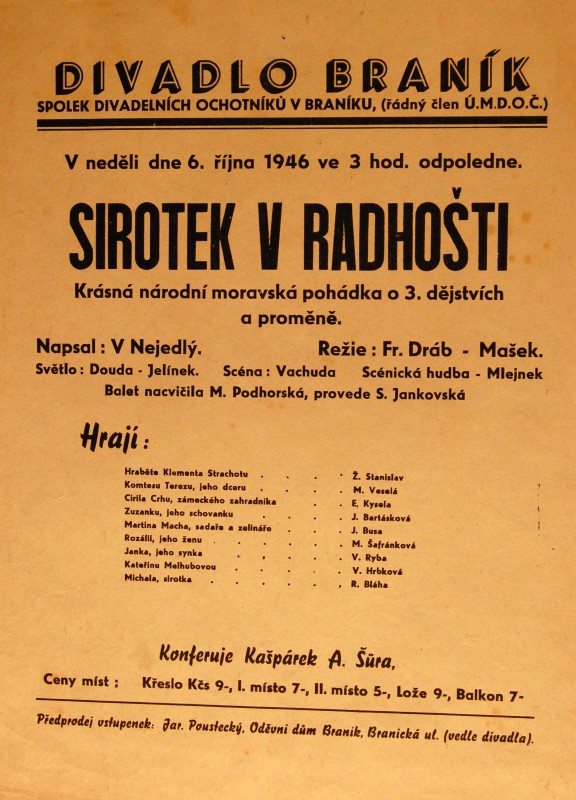 DIVADLO BRANÍK
SPOLEK DIVADELNÍCH OCHOTNÍKŮ V BRANÍKU, (řádný člen Ú.M.D.O.Č.)
V neděli dne 6. října 1946 ve 3 hod. odpoledne.
SIROTEK V RADHOŠTI
Krásná národní moravská pohádka o 3. dějstvích
a proměně.
Napsal : V Nejedlý. Režie : Fr. Dráb - Mašek.
Světlo : Douda - Jelínek. Scéna : Vachuda Scénická hudba - Mlejnek
Balet nacvičila M. Podhorská, provede S. Jankovská
Hrají :
Hraběte Klementa Strachotu . . . . Ž. Stanislav
Komtesu Terezu, jeho dceru . . . . M. Veselá
Cirila Crhu, zámeckého zahradníka . . . E. Kysela
Zuzanku, jeho schovanku . . . . J. Bartásková
Martina Macha, sadaře a zelináře . . . J. Busa
Rozálii, jeho ženu . . . . . M. Šafránková
Janka, jeho synka . . . . . V. Ryba
Kateřinu Melhubovou . . . . V. Hrbková
Michala, sirotka . . . . . R. Bláha
Konferuje Kašpárek A. Šůra,
Ceny míst : Křeslo Kčs 9-, I. místo 7-, II. místo 5-, Lože 9-, Balkon 7-
Předprodej vstupenek: Jar. Poustecký, Oděvní dům Braník, Branická ul. (vedle divadla).